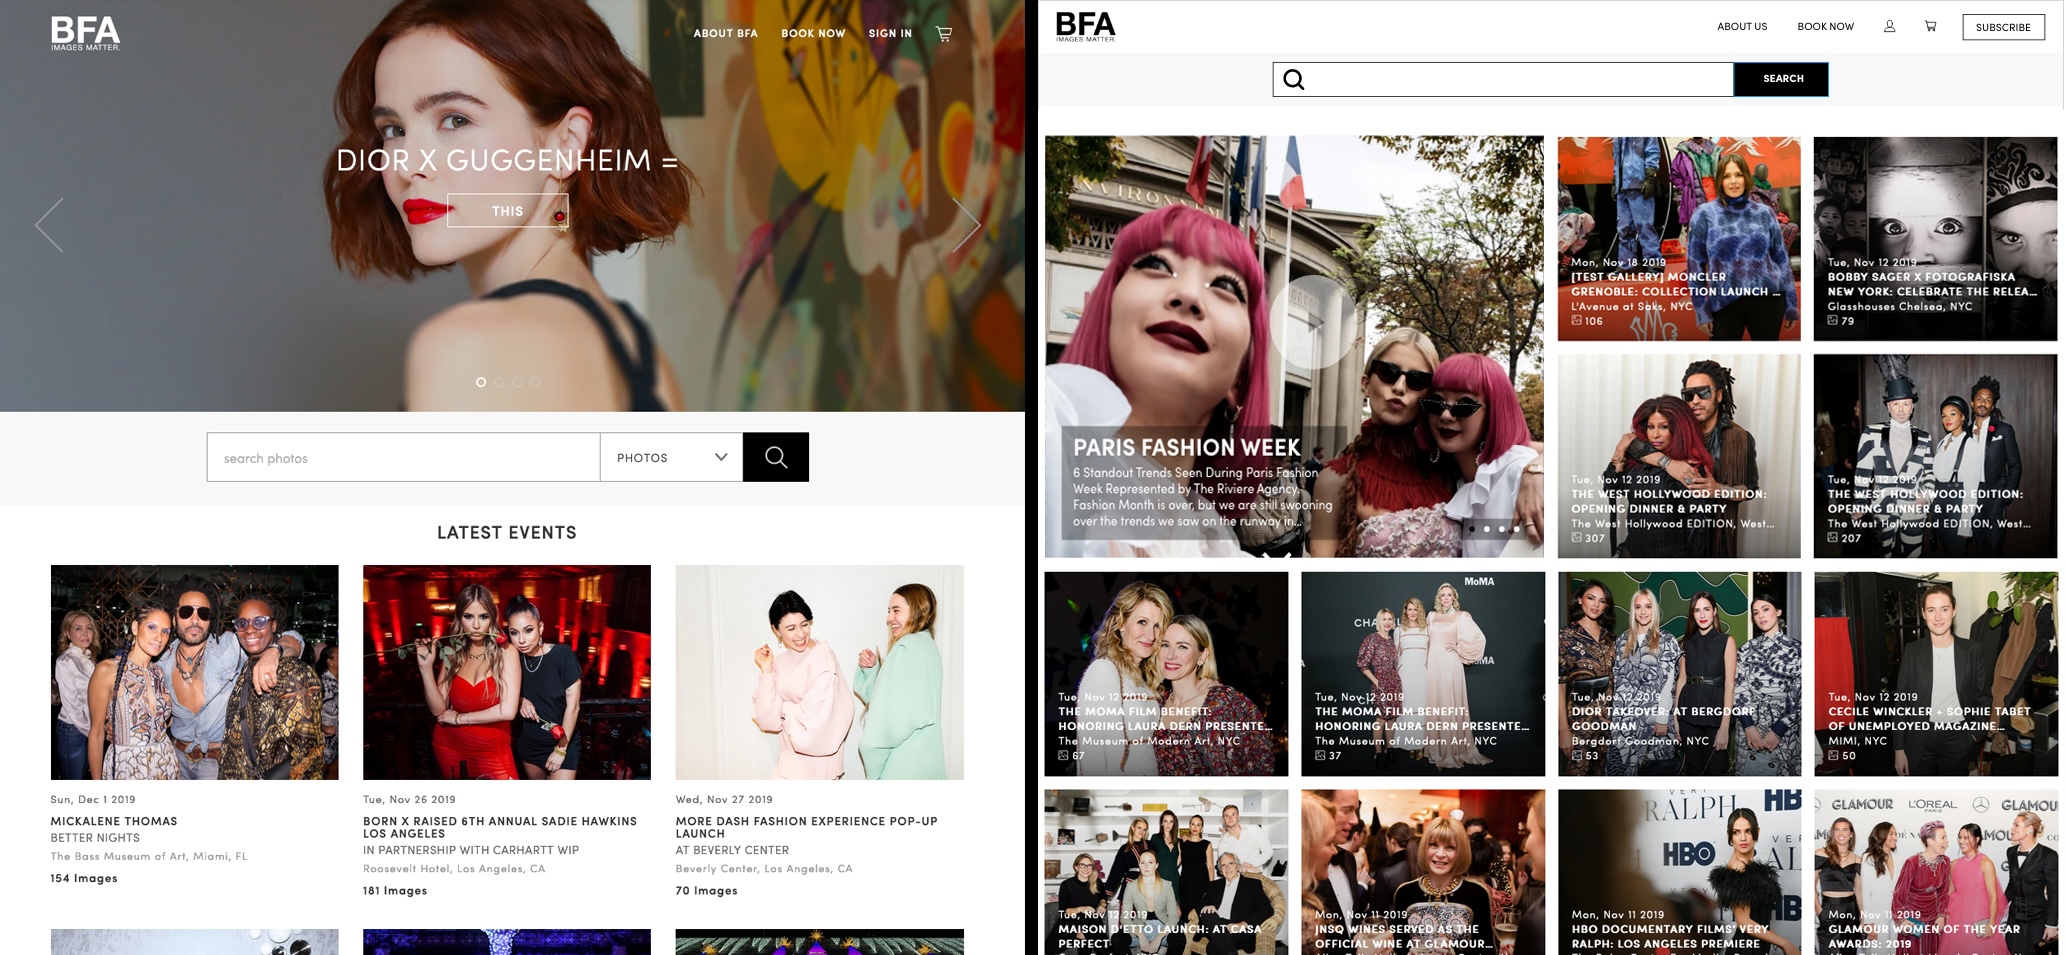 BFA
IMAGES MATTER.
ABOUT BFA
BOOK NOW
SIGN IN
DIOR X GUGGENHEIM =
THIS
search photos
PHOTOS
LATEST EVENTS
Sun, Dec 1 2019
MICKALENE THOMAS
BETTER NIGHTS
The Bass Museum of Art, Miami, FL
154 Images
Tue, Nov 26 2019
BORN X RAISED 6TH ANNUAL SADIE HAWKINS
LOS ANGELES
IN PARTNERSHIP WITH CARHARTT WIP
Roosevelt Hotel, Los Angeles, CA
181 Images
Wed, Nov 27 2019
MORE DASH FASHION EXPERIENCE POP-UP
LAUNCH
AT BEVERLY CENTER
Beverly Center, Los Angeles, CA
70 Images
BFA
IMAGES MATTER.
ABOUT US
BOOK NOW
SUBSCRIBE
SEARCH
PARIS FASHION WEEK
6 Standout Trends Seen During Paris Fashion
Week Represented by The Riviere Agency.
Fashion Month is over, but we are still swooning
over the trends we saw on the runway in...
Mon, Nov 18 2019
[TEST GALLERY] MONCLER
GRENOBLE: COLLECTION LAUNCH ...
L'Avenue at Saks, NYC
106
Tue, Nov 12 2019
BOBBY SAGER X FOTOGRAFISKA
NEW YORK: CELEBRATE THE RELEA...
Glasshouses Chelsea, NYC
79
Tue, Nov 12 2019
THE WEST HOLLYWOOD EDITION:
OPENING DINNER & PARTY
The West Hollywood EDITION, West...
307
Tue, Nov 12 2019
THE WEST HOLLYWOOD EDITION:
OPENING DINNER & PARTY
The West Hollywood EDITION, West...
207
Tue, Nov 12 2019
THE MOMA FILM BENEFIT:
HONORING LAURA DERN PRESENTE...
The Museum of Modern Art, NYC
67
MoMA
Tue, Nov 12 2019
THE MOMA FILM BENEFIT:
HONORING LAURA DERN PRESENTE...
The Museum of Modern Art, NYC
37
Tue, Nov 12 2019
DIOR TAKEOVER: AT BERGDORF
GOODMAN
Bergdorf Goodman, NYC
53
Tue, Nov 12 2019
CECILE WINCKLER + SOPHIE TABET
OF UNEMPLOYED MAGAZINE...
MIMI, NYC
50
Tue, Nov 12 2019
MAISON D'ETTO LAUNCH: AT CASA
PERFECT
Mon, Nov 11 2019
JNSQ WINES SERVED AS THE
OFFICIAL WINE AT GLAMOUR...
VERY
RALPH
HB
HBO
Mon, Nov 11 2019
HBO DOCUMENTARY FILMS' VERY
RALPH: LOS ANGELES PREMIERE
GLAMOUR
L'ORÉAL
PARIS
GLAMOU
Mon, Nov 11 2019
GLAMOUR WOMEN OF THE YEAR
AWARDS: 2019